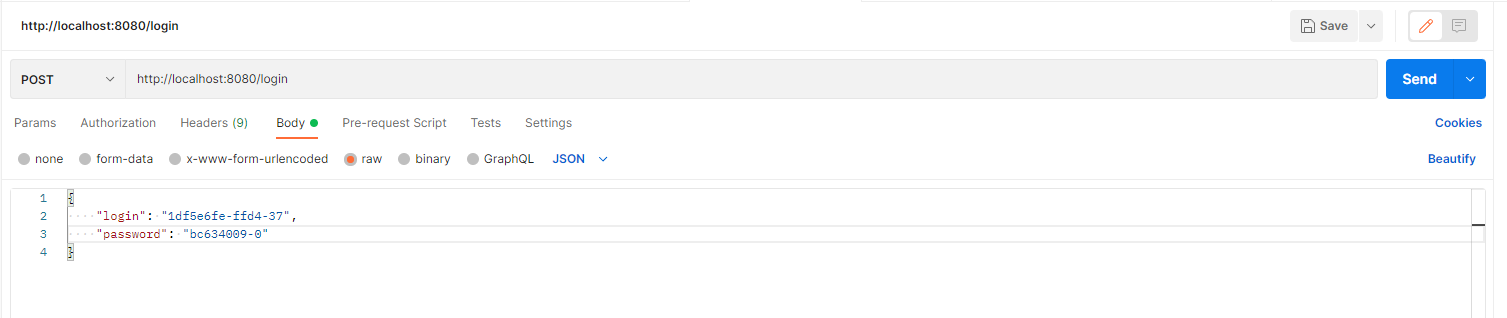 http://localhost:8080/login
Save
POST
http://localhost:8080/login
Send
Params Authorization Headers (9) Body Pre-request Script Tests Settings Cookies
none form-data x-www-form-urlencoded raw binary GraphQL JSON Beautify
1 {
2 "login": "1df5e6fe-ffd4-37",
3 "password": "bc634009-0"
4 }